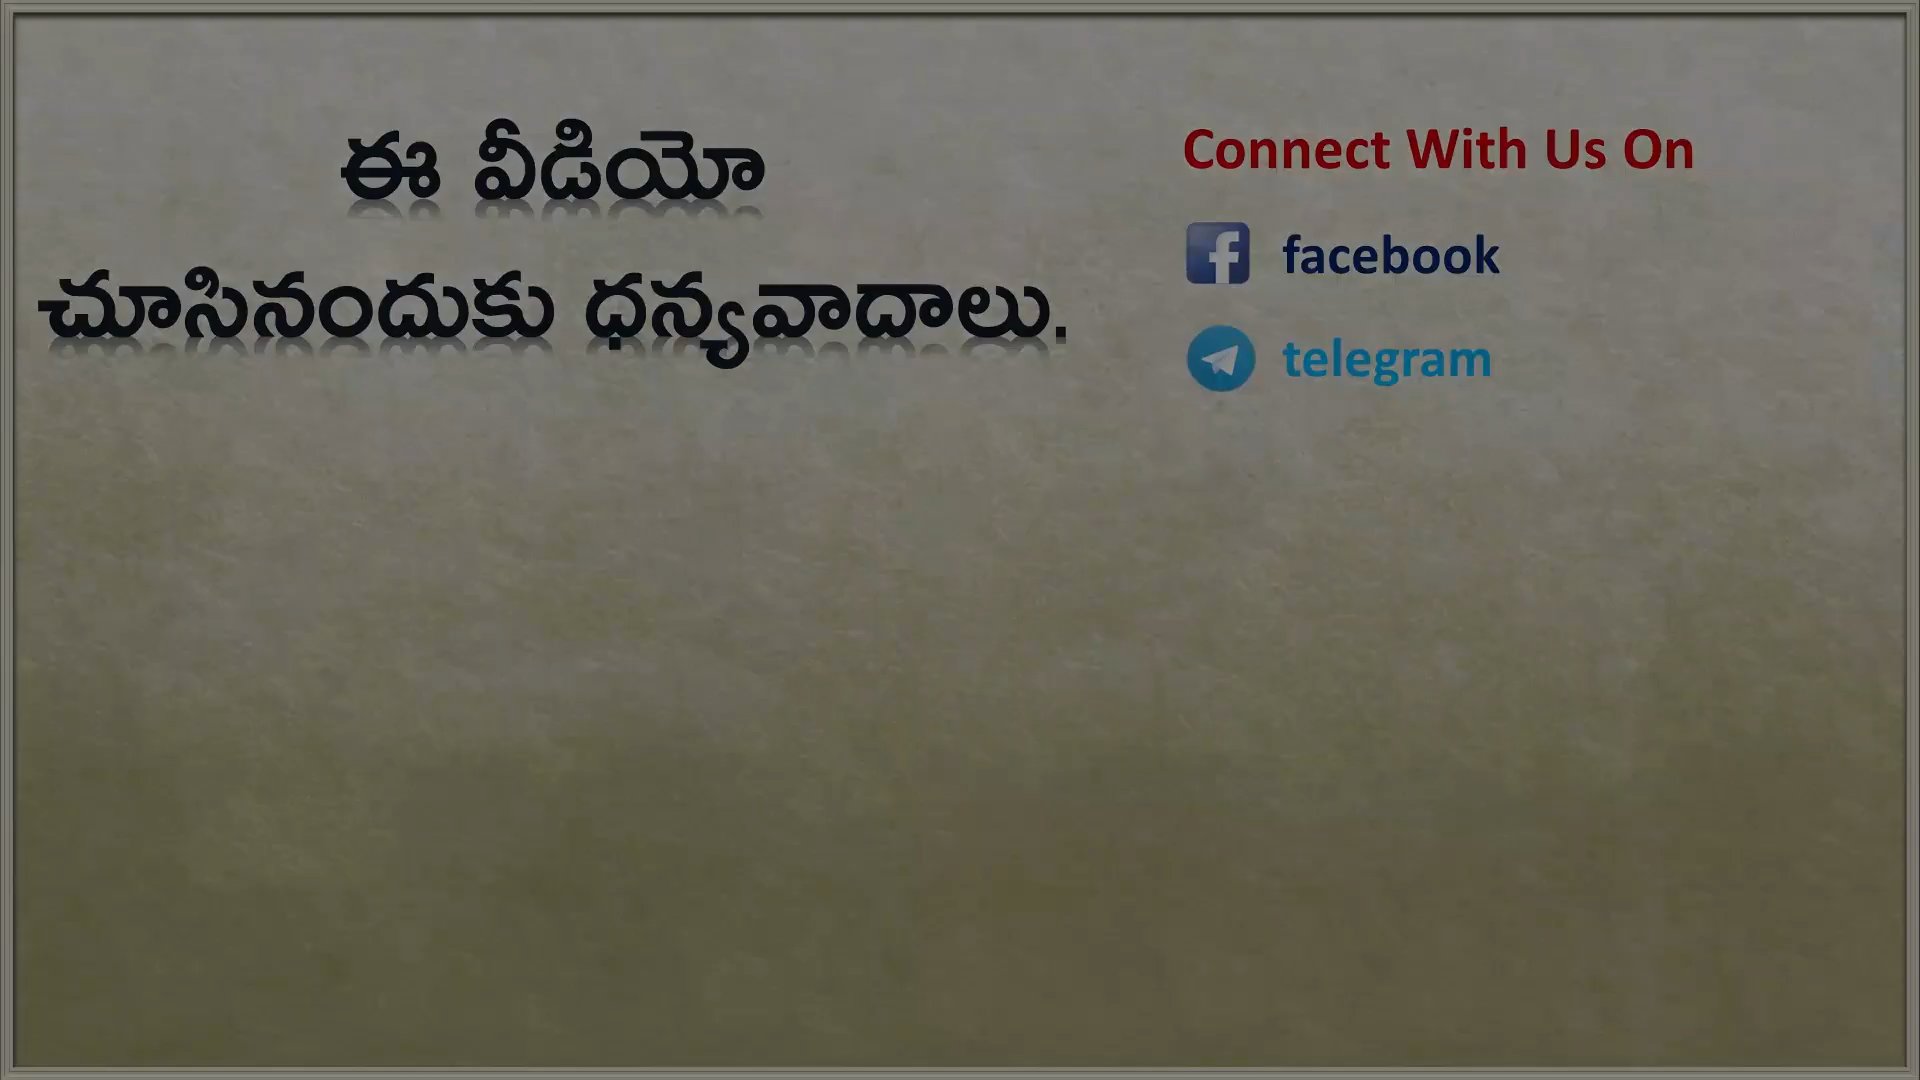 ఈ వీడియో
చూసినందుకు ధన్యవాదాలు.
Connect With Us On
facebook
telegram